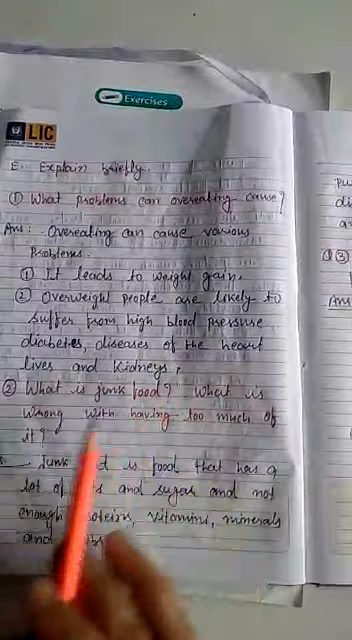 Exercises
LIC
E. Explain briefly.
① What problems can overeating cause?
Ans: Overeating can cause various
Problems.
① It leads to weight gain.
② Overweight people are likely to
suffer from high blood pressure
diabetes, diseases of the heart
lives and kidneys.
② What is junk food? What is
wrong with having too much of
it?
Junk is food that has a
lot of and sugar and not
enough proteins, vitamins, minerals
and
③
Ans